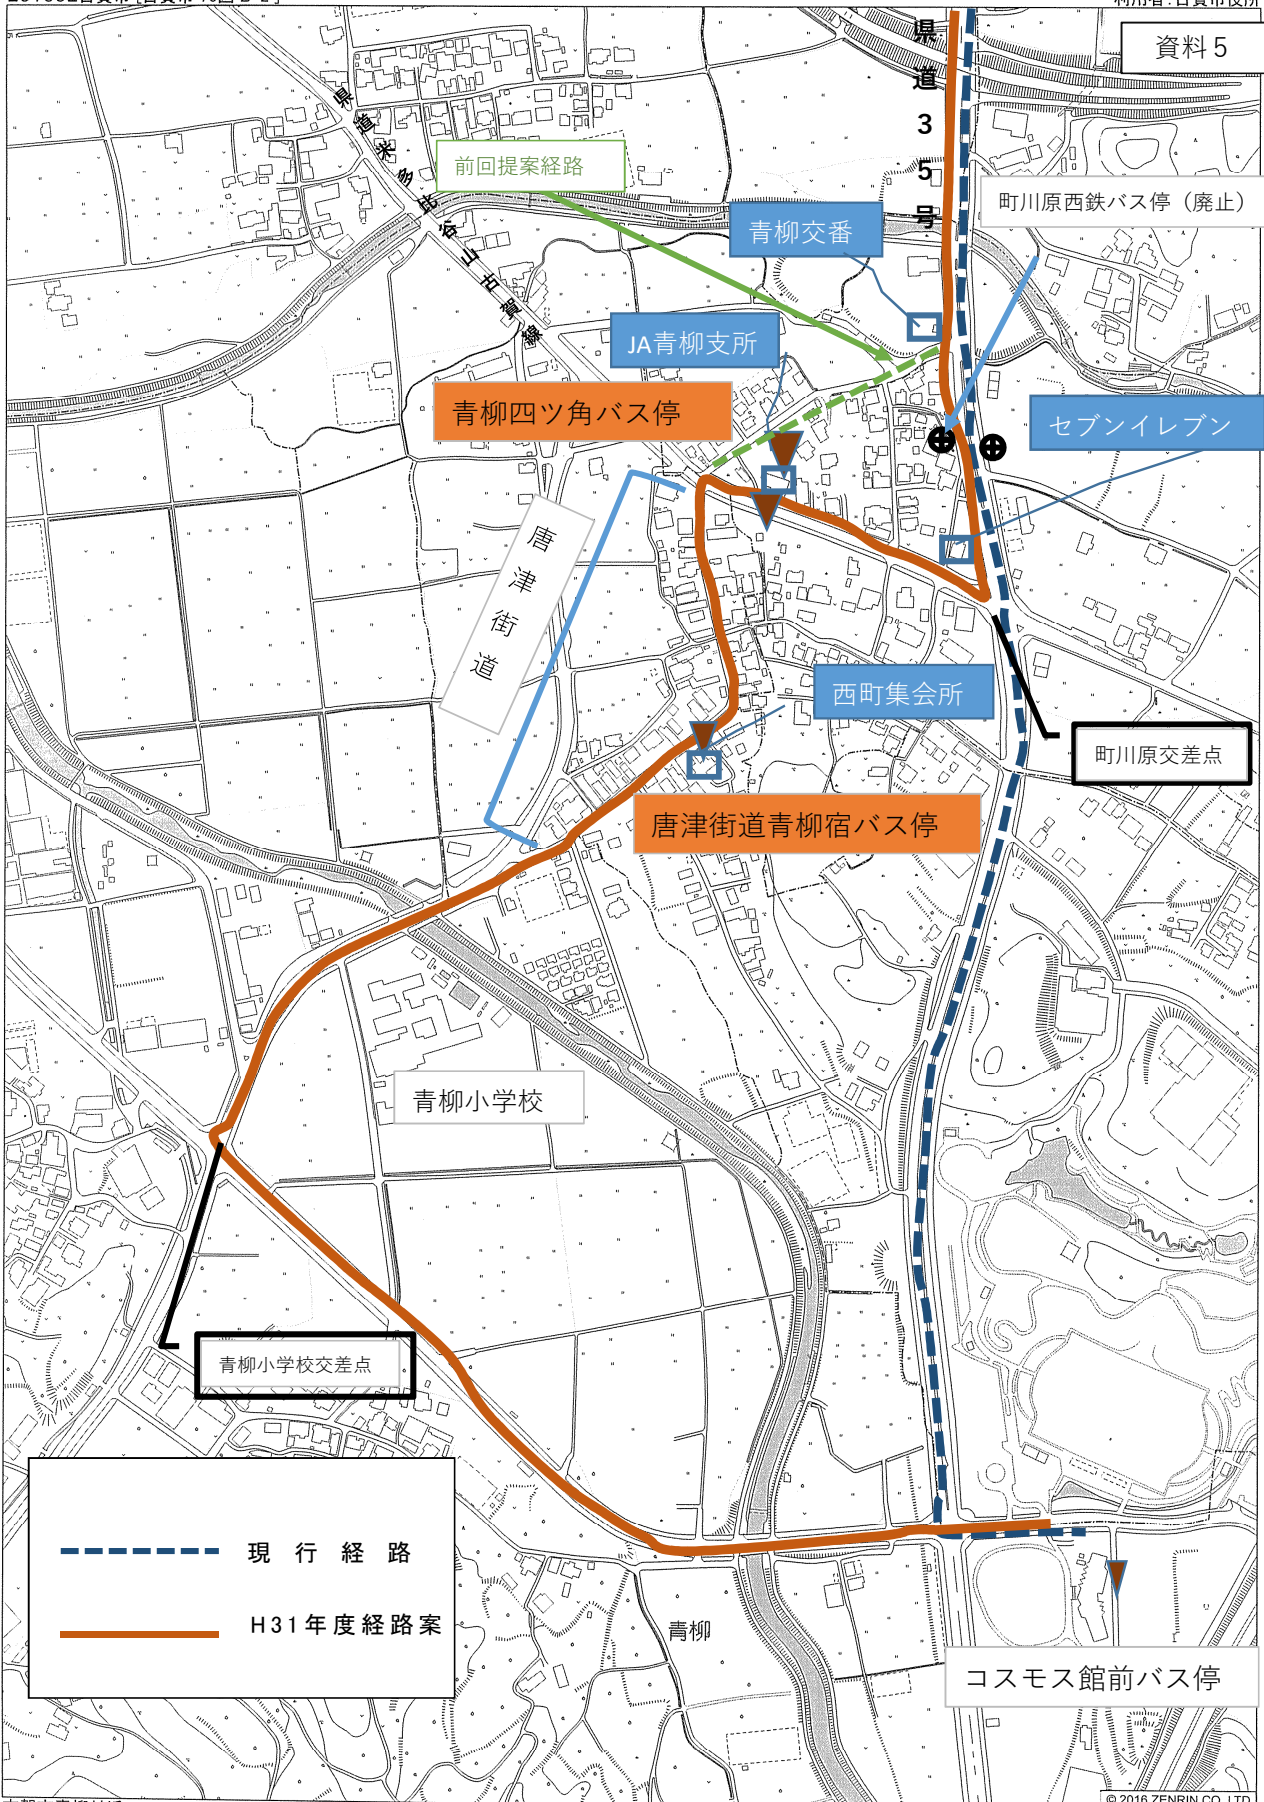 県道35号
資料5
県道米多比谷山古賀線
前回提案経路
町川原西鉄バス停（廃止）
青柳交番
JA青柳支所
青柳四ツ角バス停
セブンイレブン
唐津街道
西町集会所
町川原交差点
唐津街道青柳宿バス停
青柳小学校
青柳小学校交差点
現行経路
H31年度経路案
青柳
コスモス館前バス停
© 2016 ZENRIN CO., LTD.